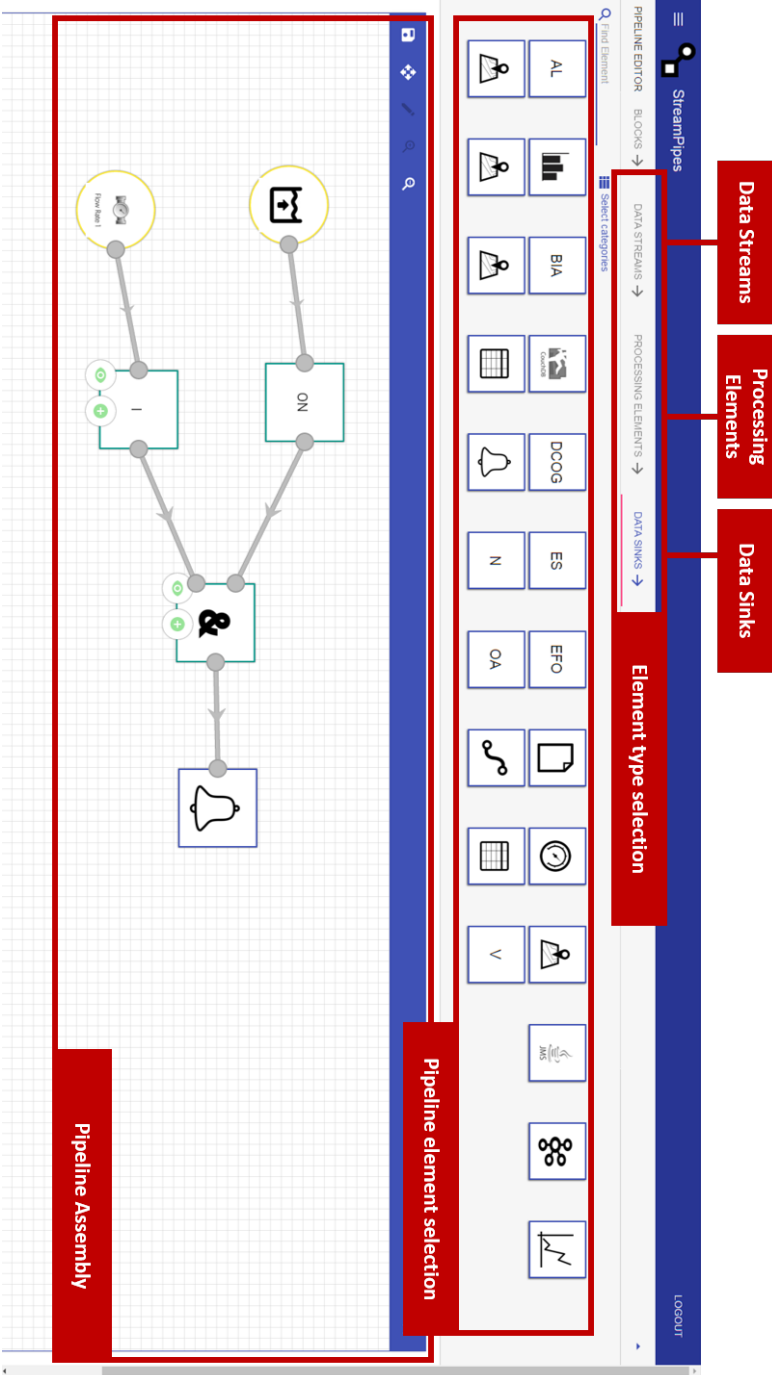 Data Streams
Processing
Elements
Data Sinks
StreamPipes
LOGOUT
PIPELINE EDITOR
BLOCKS
DATA STREAMS
PROCESSING ELEMENTS
DATA SINKS
Element type selection
Find Element
Select categories
AL
BIA
CouchDB
DCOG
ES
EFO
JMS
N
OA
V
Pipeline element selection
ON
Flow Rate 1
I
&
Pipeline Assembly